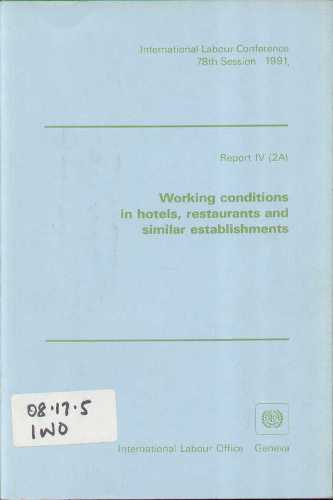 International Labour Conference
78th Session 1991
Report IV (2A)
Working conditions
in hotels, restaurants and
similar establishments
08.17.5
IWO
International Labour Office Geneva